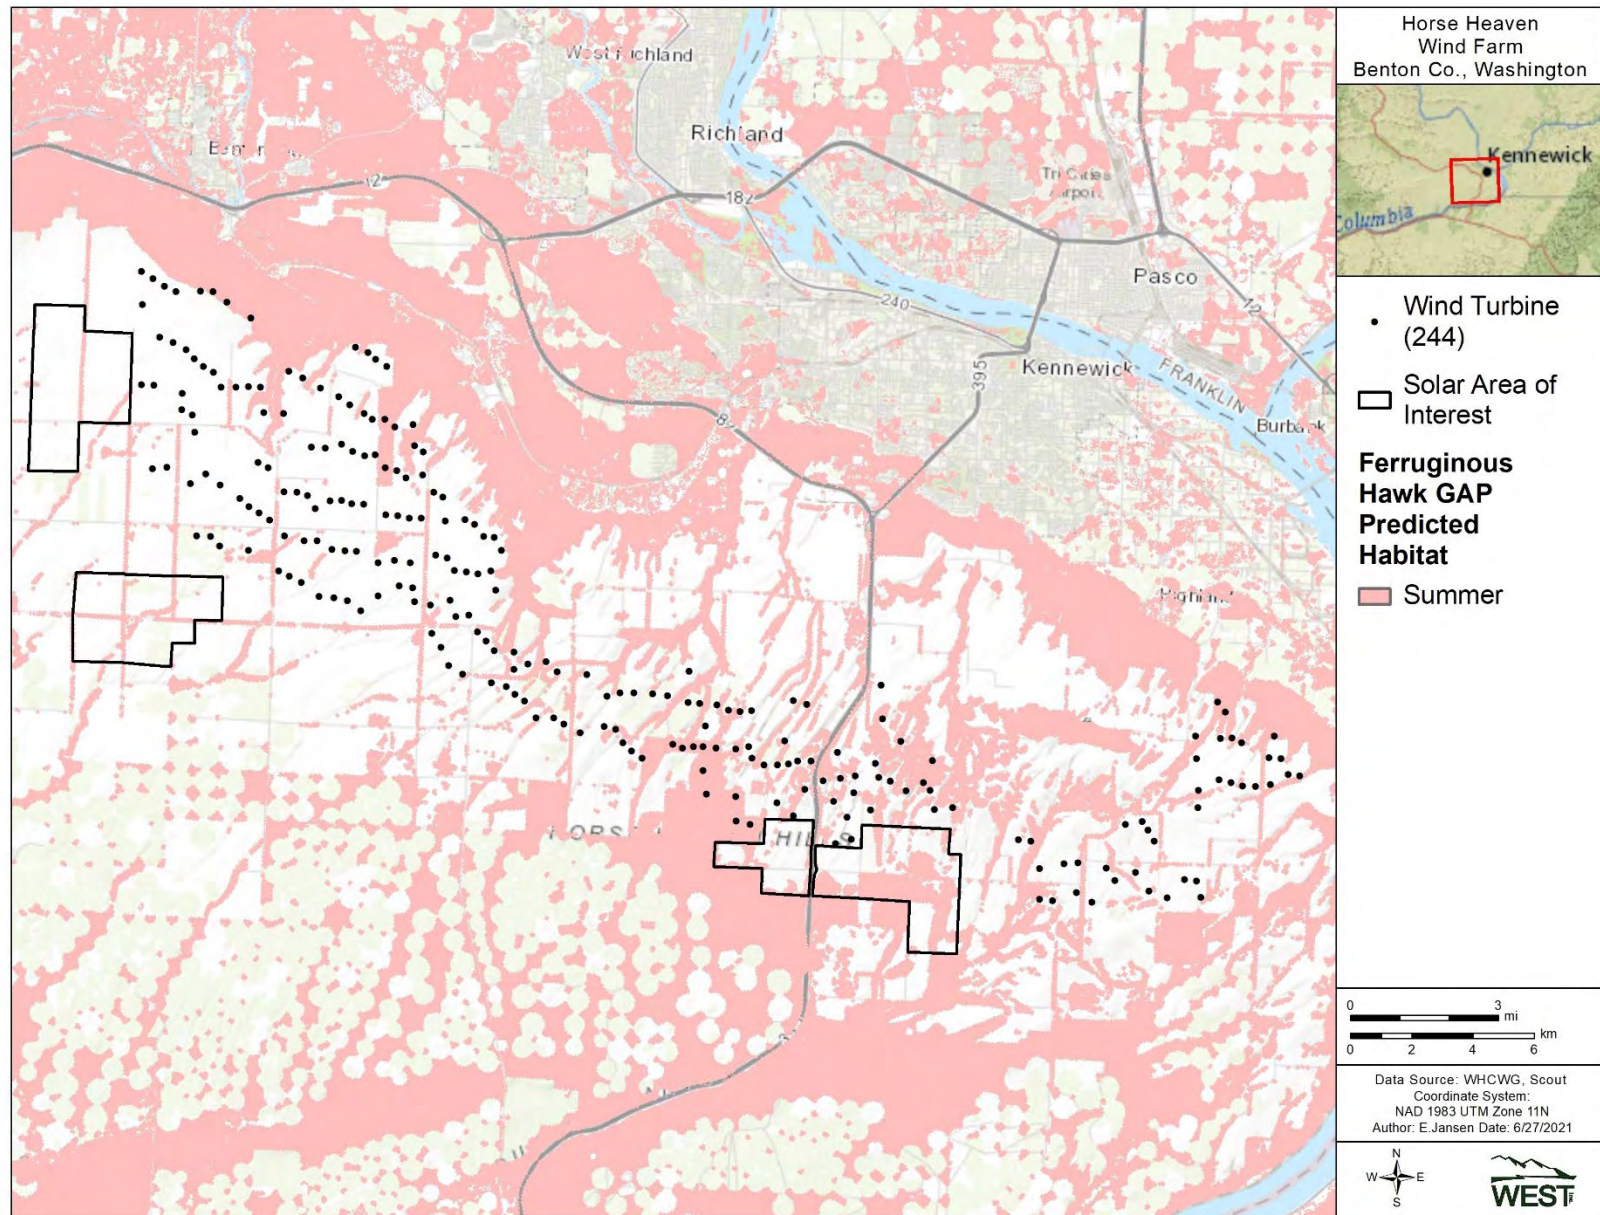 Horse Heaven
Wind Farm
Benton Co., Washington
Kennewick
Columbia
Wind Turbine
(244)
Solar Area of
Interest
Ferruginous
Hawk GAP
Predicted
Habitat
Summer
0 3
mi
km
0 2 4 6
Data Source: WHCWG, Scout
Coordinate System:
NAD 1983 UTM Zone 11N
Author: E.Jansen Date: 6/27/2021
N
W E
S
WEST
Richland
12
182
Pasco
240
12
395
Kennewick
FRANKLIN
HILLS